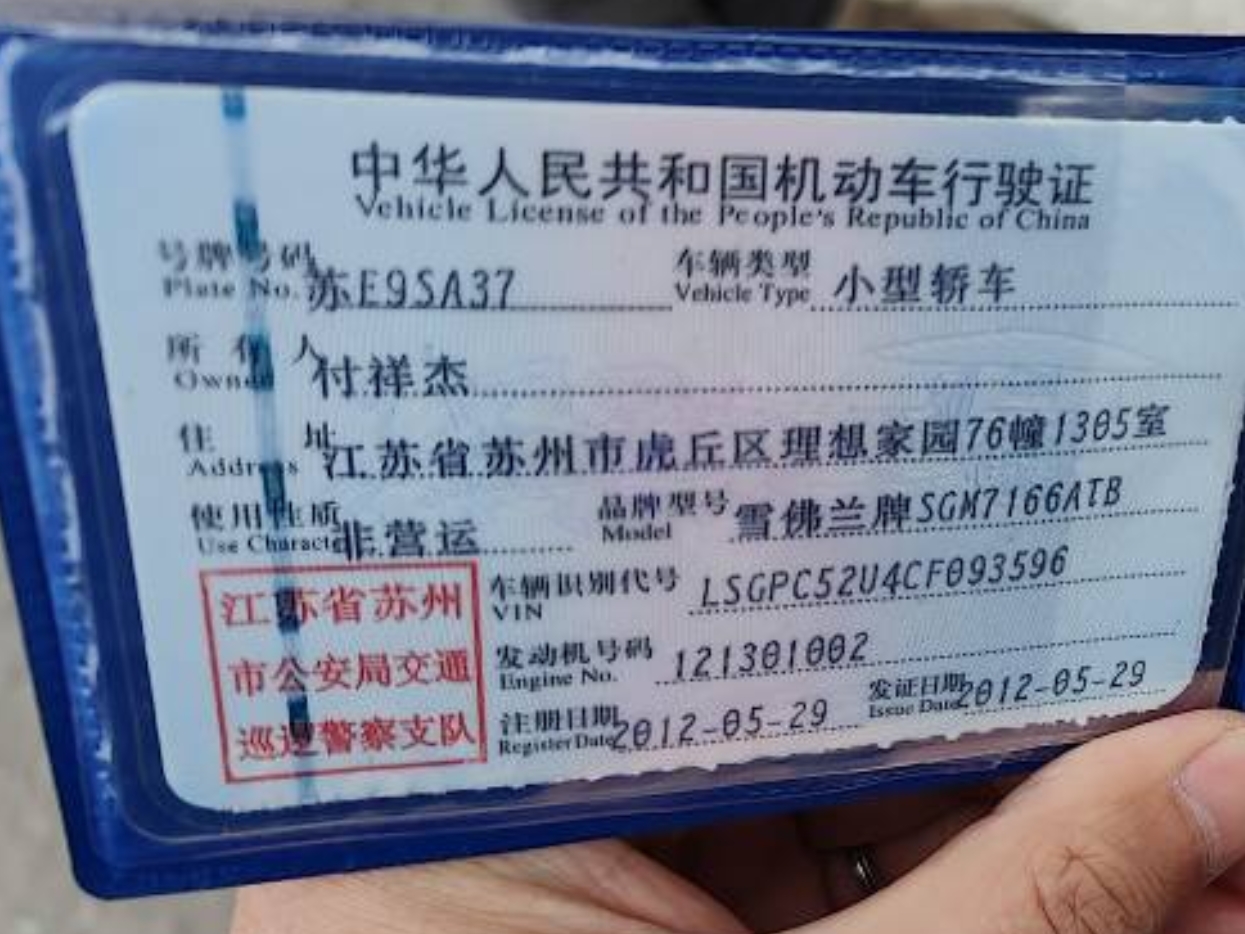 中华人民共和国机动车行驶证
Vehicle License of the People's Republic of China
号牌号码 苏E9SA37 车辆类型 小型轿车
Plate No. Vehicle Type
所有人 付祥杰
Owner
住址 江苏省苏州市虎丘区理想家园76幢1305室
Address
使用性质 非营运 品牌型号 雪佛兰牌SGM7166ATB
Use Character Model
江苏省苏州
市公安局交通
巡逻警察支队
车辆识别代号 LSGPC52U4CF093596
VIN
发动机号码 121301002
Engine No.
注册日期 2012-05-29 发证日期 2012-05-29
Register Date Issue Date